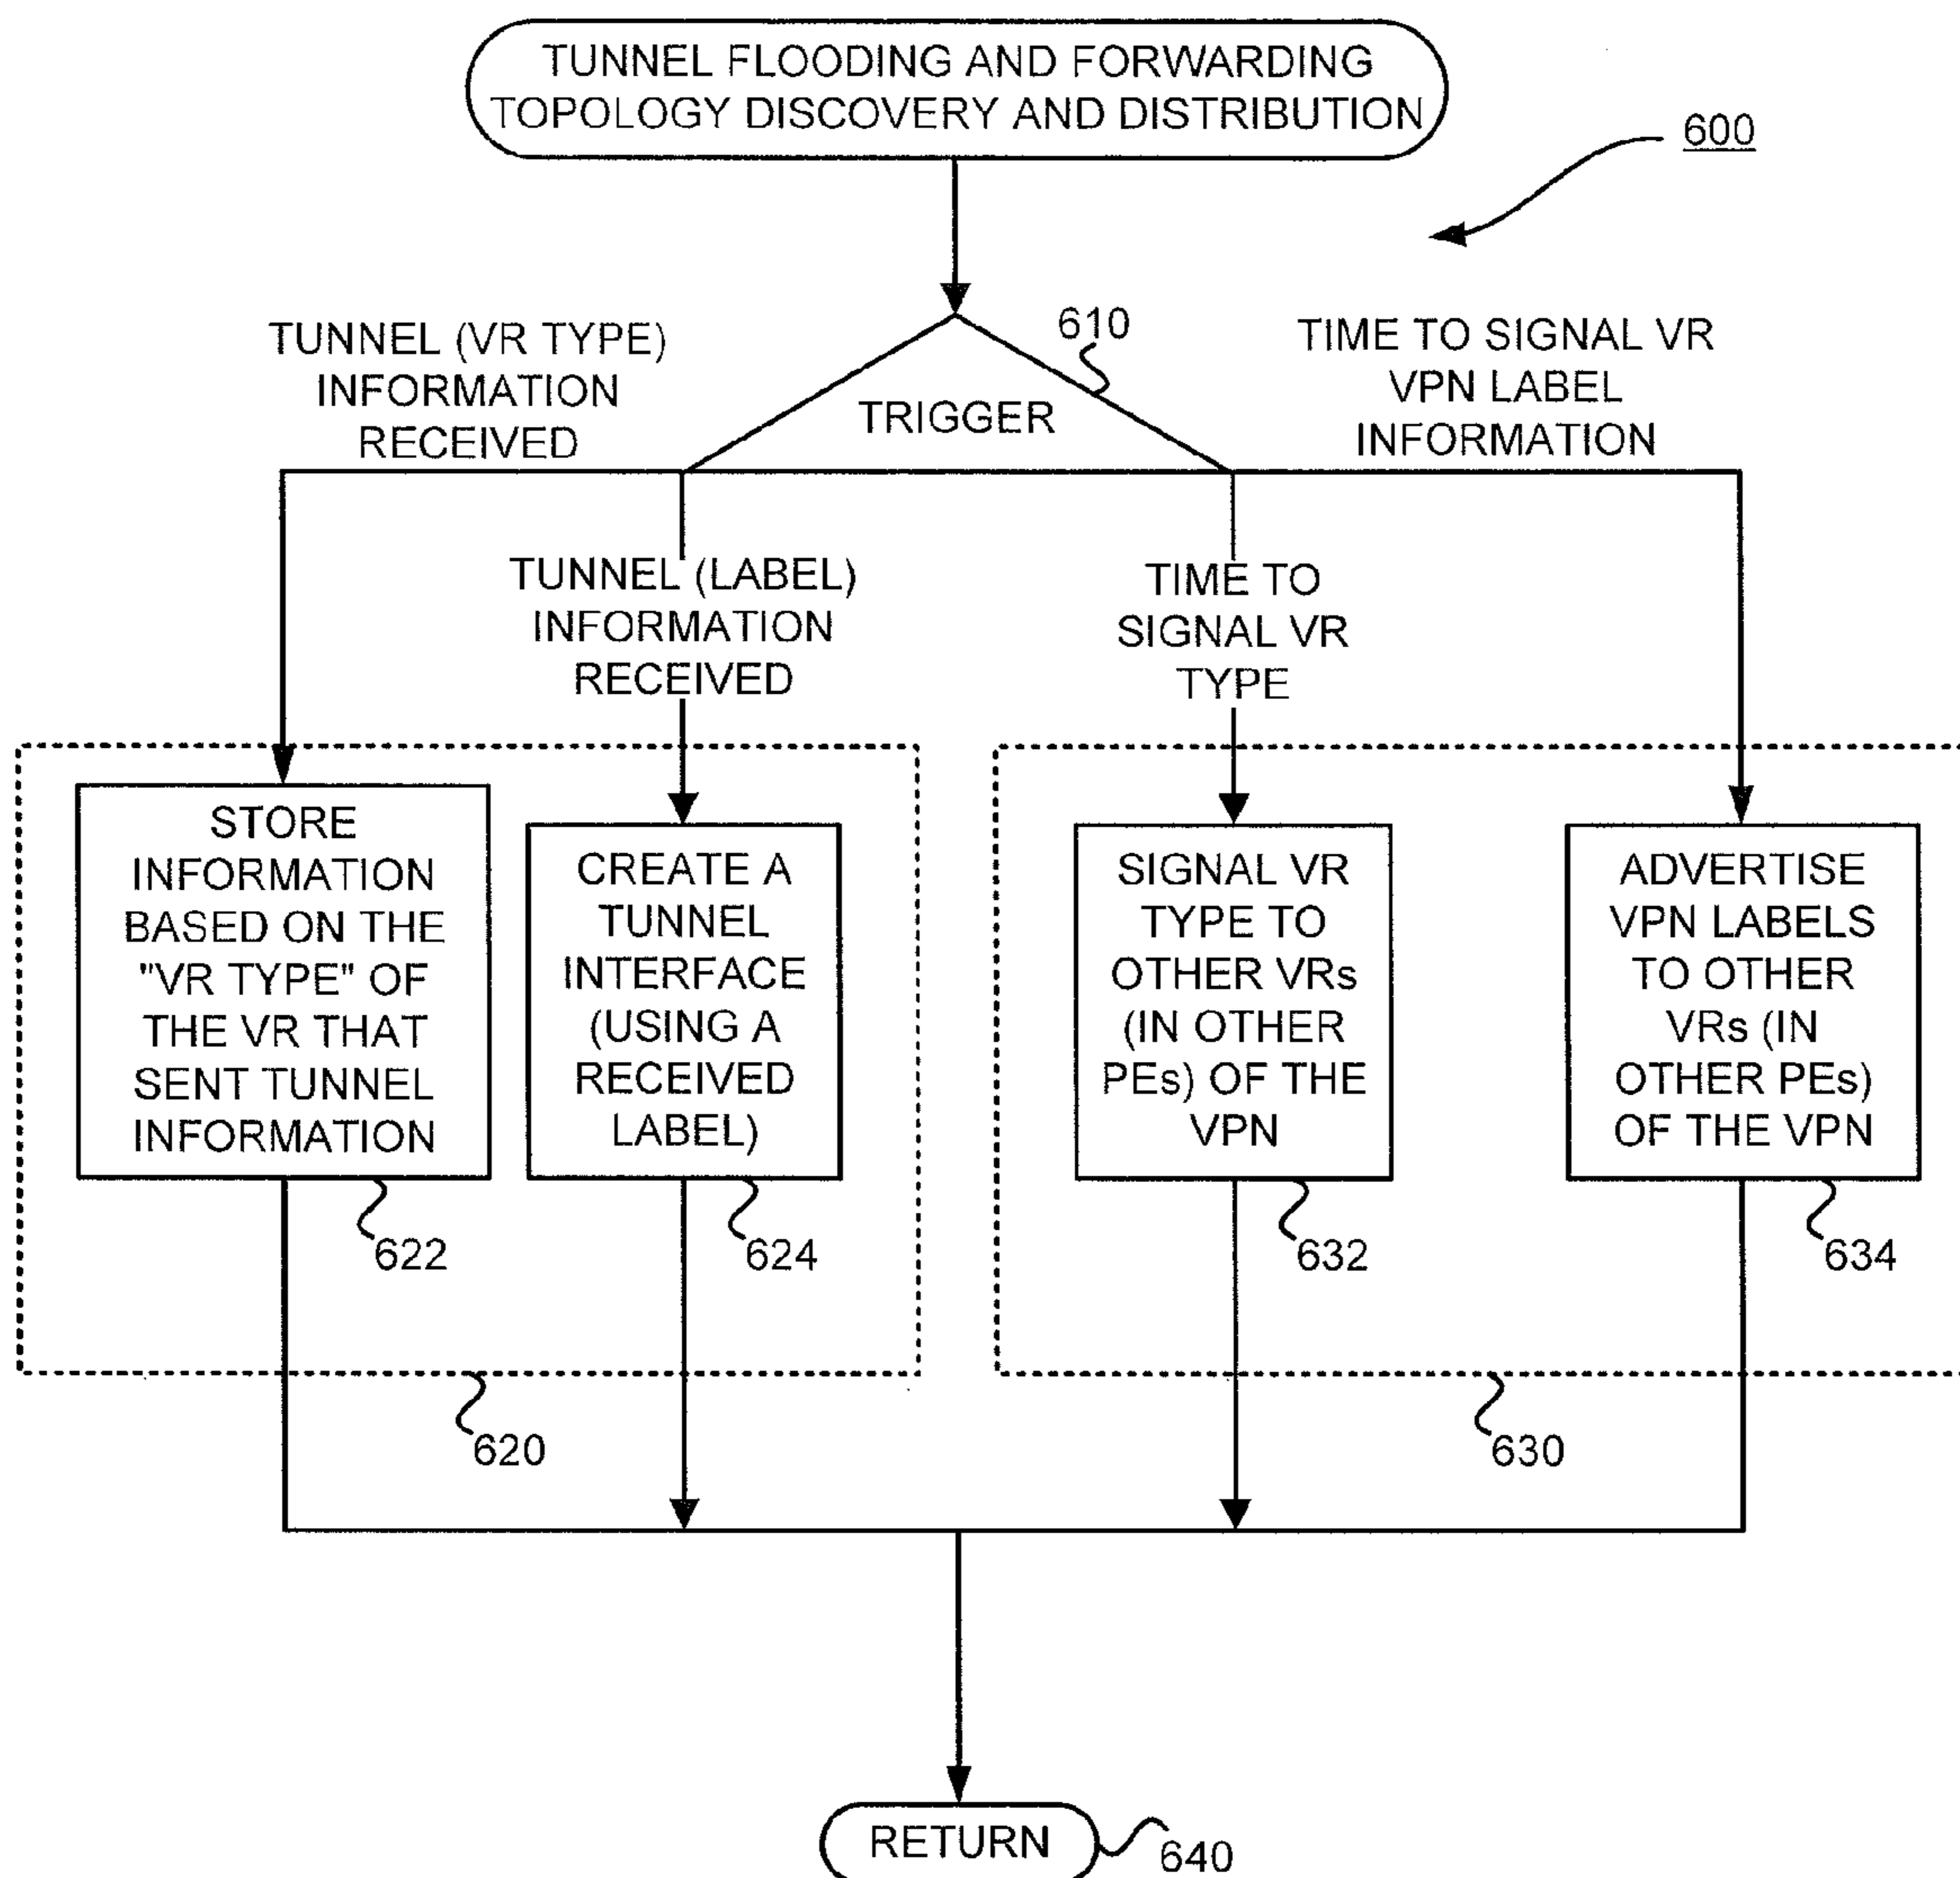 TUNNEL FLOODING AND FORWARDING
TOPOLOGY DISCOVERY AND DISTRIBUTION
600
610
TRIGGER
TUNNEL (VR TYPE)
INFORMATION
RECEIVED
TUNNEL (LABEL)
INFORMATION
RECEIVED
TIME TO
SIGNAL VR
TYPE
TIME TO SIGNAL VR
VPN LABEL
INFORMATION
STORE
INFORMATION
BASED ON THE
"VR TYPE" OF
THE VR THAT
SENT TUNNEL
INFORMATION
622
CREATE A
TUNNEL
INTERFACE
(USING A
RECEIVED
LABEL)
624
620
SIGNAL VR
TYPE TO
OTHER VRs
(IN OTHER
PEs) OF THE
VPN
632
ADVERTISE
VPN LABELS
TO OTHER
VRs (IN
OTHER PEs)
OF THE VPN
634
630
RETURN
640